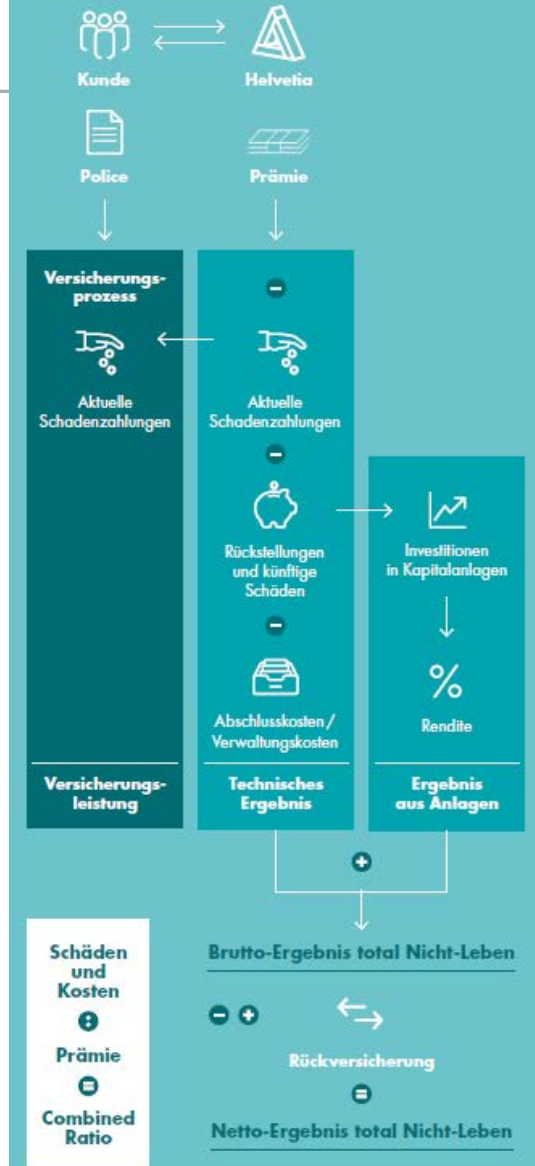 Kunde
Helvetia
Police
Prämie
Versicherungs-
prozess
Aktuelle
Schadenzahlungen
Versicherungs-
leistung
Aktuelle
Schadenzahlungen
Rückstellungen
und künftige
Schäden
Abschlusskosten /
Verwaltungskosten
Technisches
Ergebnis
Investitionen
in Kapitalanlagen
%
Rendite
Ergebnis
aus Anlagen
Brutto-Ergebnis total Nicht-Leben
Rückversicherung
Netto-Ergebnis total Nicht-Leben
Schäden
und
Kosten
Prämie
Combined
Ratio